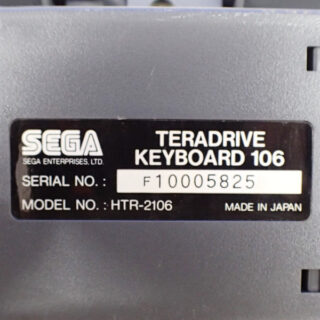 SEGA
SEGA ENTERPRISES, LTD.
TERADRIVE
KEYBOARD 106
SERIAL NO. : F10005825
MODEL NO. : HTR-2106 MADE IN JAPAN